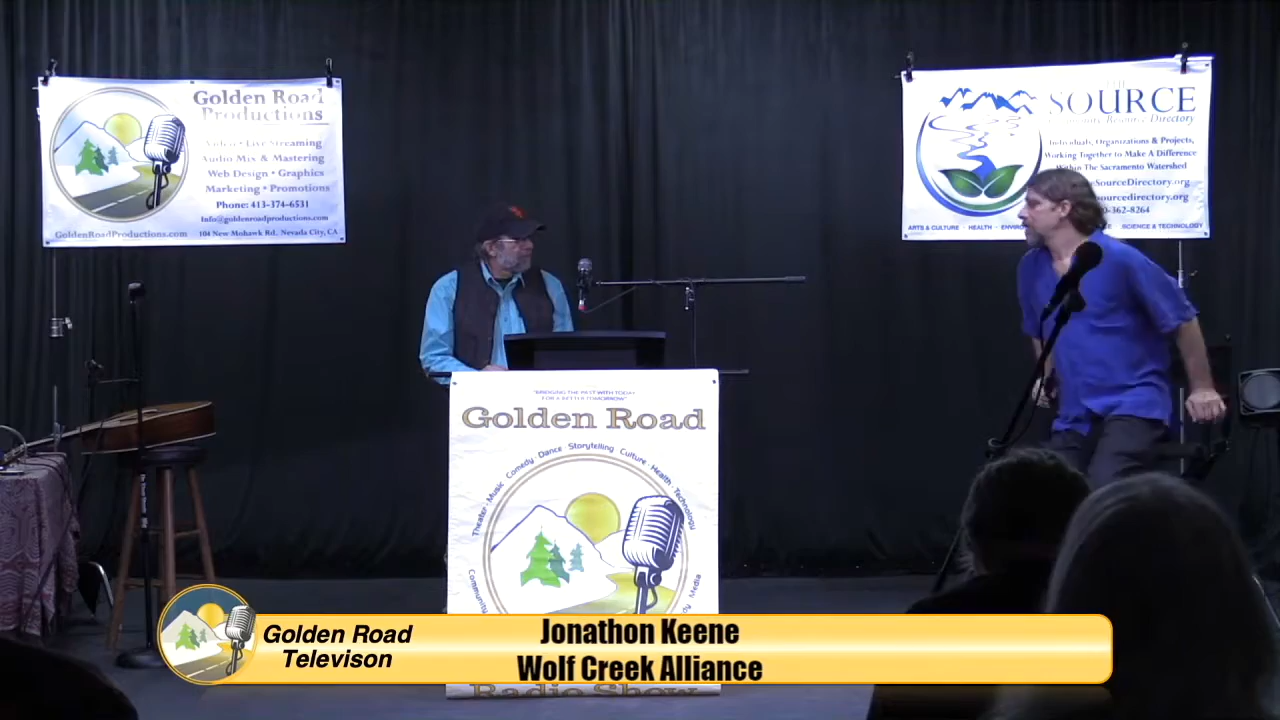 Golden Road
Productions
Video • Live Streaming
Audio Mix & Mastering
Web Design • Graphics
Marketing • Promotions
Phone: 413-374-6531
Info@goldenroadproductions.com
GoldenRoadProductions.com
104 New Mohawk Rd. Nevada City, CA
SOURCE
Community Resource Directory
Individuals, Organizations & Projects,
Working Together to Make A Difference
Within The Sacramento Watershed
SourceDirectory.org
sourcedirectory.org
362-8264
ARTS & CULTURE · HEALTH ·
SCIENCE & TECHNOLOGY
"BRIDGING THE PAST WITH TODAY
FOR A BETTER TOMORROW"
Golden Road
Community · Theater · Music · Comedy · Dance · Storytelling · Culture · Health · Technology
Media
Radio Show
Golden Road
Televison
Jonathon Keene
Wolf Creek Alliance